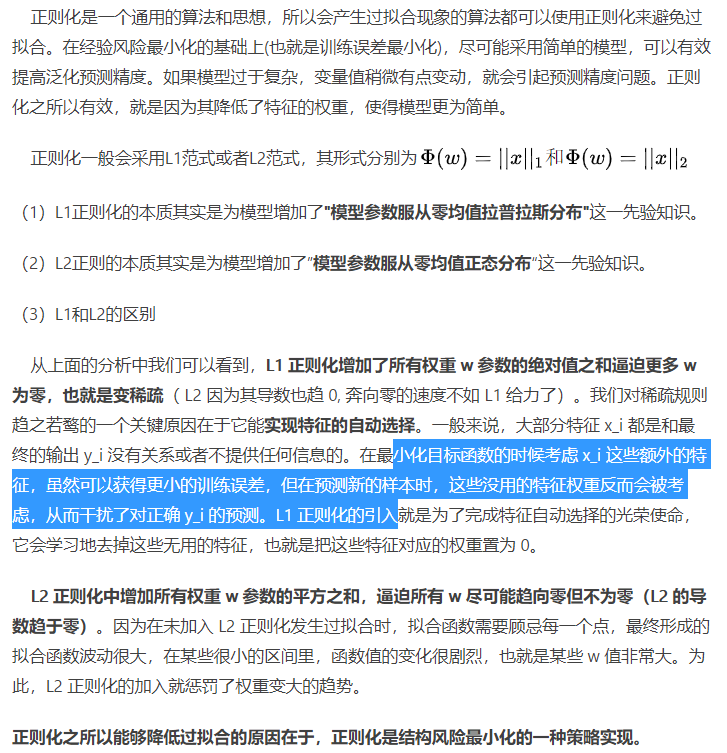 正则化是一个通用的算法和思想，所以会产生过拟合现象的算法都可以使用正则化来避免过
拟合。在经验风险最小化的基础上(也就是训练误差最小化)，尽可能采用简单的模型，可以有效
提高泛化预测精度。如果模型过于复杂，变量值稍微有点变动，就会引起预测精度问题。正则
化之所以有效，就是因为其降低了特征的权重，使得模型更为简单。
正则化一般会采用L1范式或者L2范式，其形式分别为 Φ(w) = ||x||₁ 和Φ(w) = ||x||₂
（1）L1正则化的本质其实是为模型增加了"模型参数服从零均值拉普拉斯分布"这一先验知识。
（2）L2正则的本质其实是为模型增加了”模型参数服从零均值正态分布“这一先验知识。
（3）L1和L2的区别
从上面的分析中我们可以看到，L1 正则化增加了所有权重 w 参数的绝对值之和逼迫更多 w
为零，也就是变稀疏（ L2 因为其导数也趋 0, 奔向零的速度不如 L1 给力了）。我们对稀疏规则
趋之若鹜的一个关键原因在于它能实现特征的自动选择。一般来说，大部分特征 x_i 都是和最
终的输出 y_i 没有关系或者不提供任何信息的。在最小化目标函数的时候考虑 x_i 这些额外的特
征，虽然可以获得更小的训练误差，但在预测新的样本时，这些没用的特征权重反而会被考
虑，从而干扰了对正确 y_i 的预测。L1 正则化的引入就是为了完成特征自动选择的光荣使命，
它会学习地去掉这些无用的特征，也就是把这些特征对应的权重置为 0。
L2 正则化中增加所有权重 w 参数的平方之和，逼迫所有 w 尽可能趋向零但不为零（L2 的导
数趋于零）。因为在未加入 L2 正则化发生过拟合时，拟合函数需要顾忌每一个点，最终形成的
拟合函数波动很大，在某些很小的区间里，函数值的变化很剧烈，也就是某些 w 值非常大。为
此，L2 正则化的加入就惩罚了权重变大的趋势。
正则化之所以能够降低过拟合的原因在于，正则化是结构风险最小化的一种策略实现。